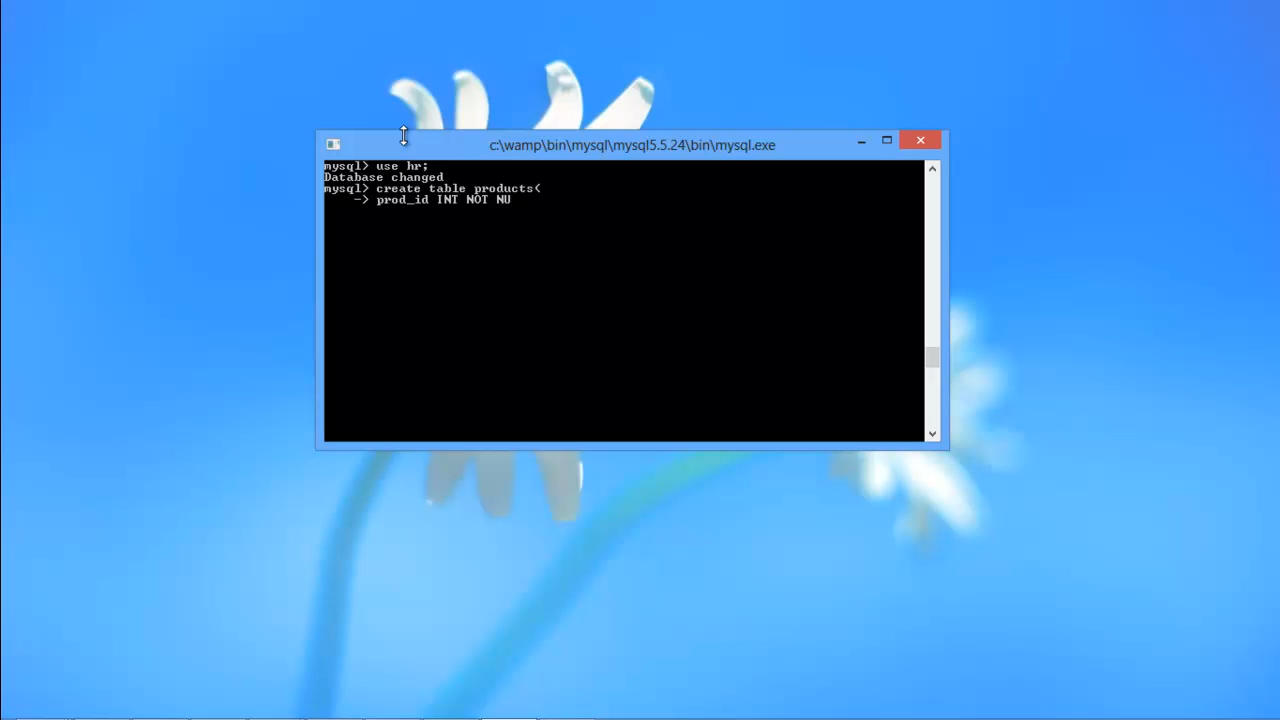 c:\wamp\bin\mysql\mysql5.5.24\bin\mysql.exe
mysql> use hr;
Database changed
mysql> create table products(
    -> prod_id INT NOT NU